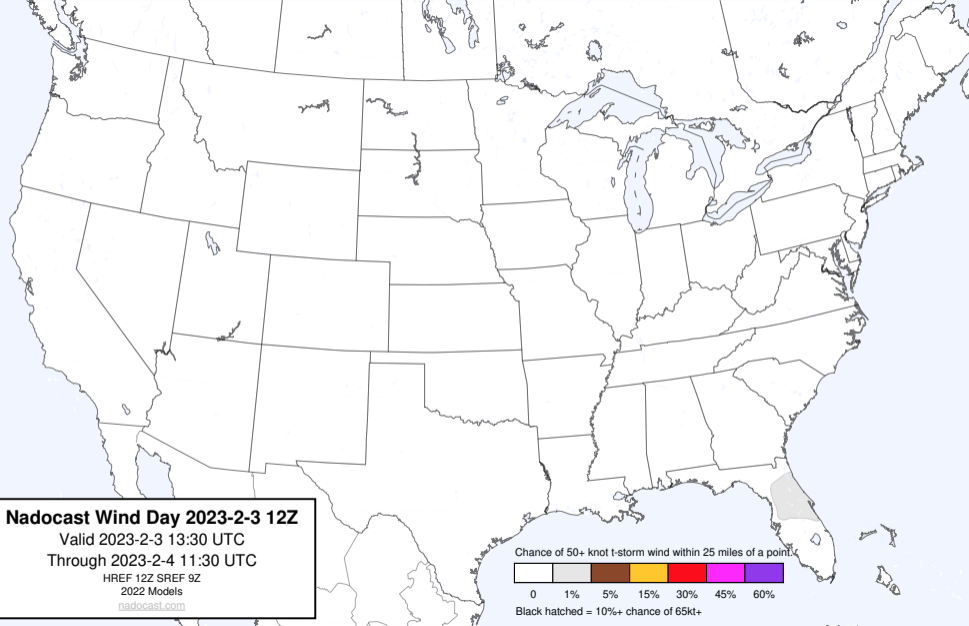 Nadocast Wind Day 2023-2-3 12Z
Valid 2023-2-3 13:30 UTC
Through 2023-2-4 11:30 UTC
HREF 12Z SREF 9Z
2022 Models
nadocast.com
Chance of 50+ knot t-storm wind within 25 miles of a point.
0 1% 5% 15% 30% 45% 60%
Black hatched = 10%+ chance of 65kt+